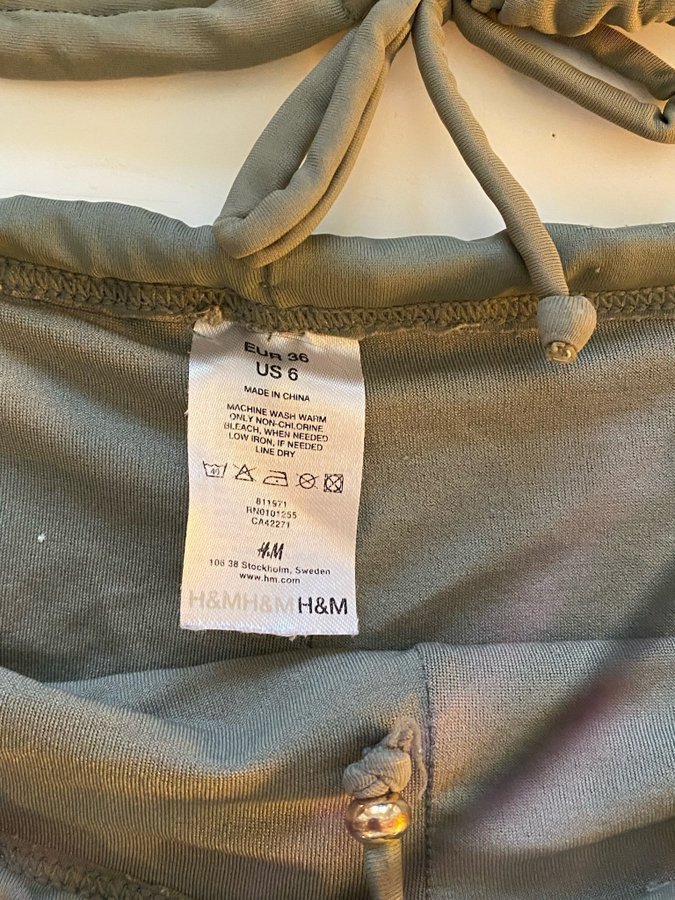 EUR 36
US 6
MADE IN CHINA
MACHINE WASH WARM
ONLY NON-CHLORINE
BLEACH, WHEN NEEDED
LOW IRON, IF NEEDED
LINE DRY
40
811971
RN0101255
CA42271
H&M
106 38 Stockholm, Sweden
www.hm.com
H&MH&MH&M